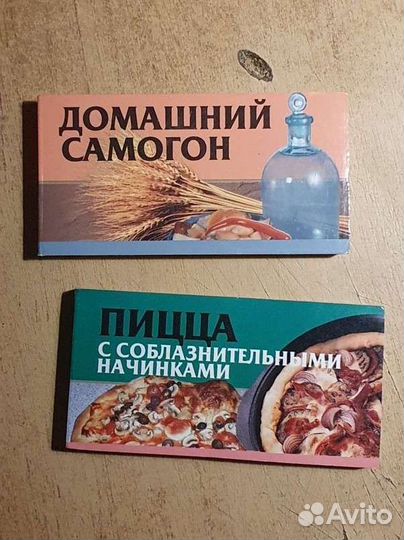 ДОМАШНИЙ
САМОГОН
ПИЦЦА
С СОБЛАЗНИТЕЛЬНЫМИ
НАЧИНКАМИ
Avito